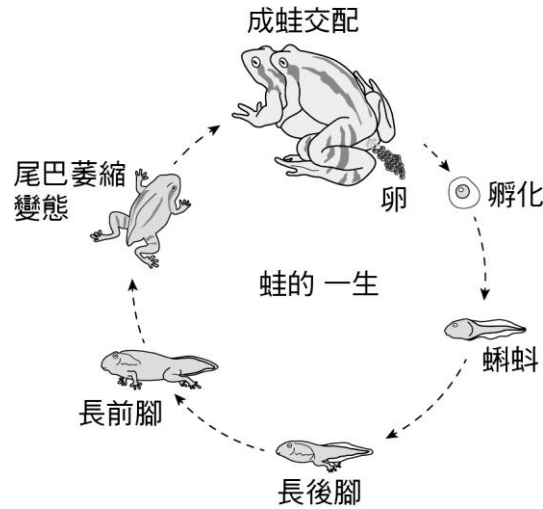 成蛙交配
卵
孵化
蝌蚪
長後腳
長前腳
尾巴萎縮
變態
蛙的 一生